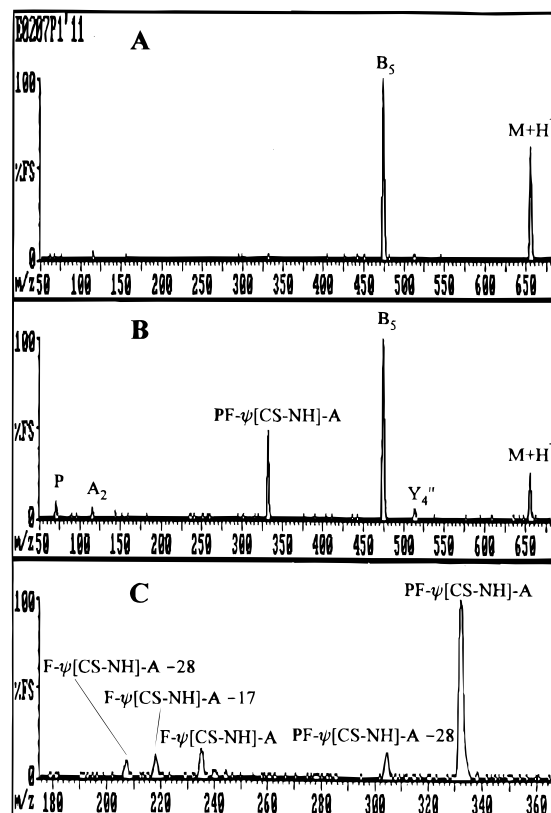 E0207P1'11
A
B₅
M+H⁺
100
%FS
0
m/z 50 100 150 200 250 300 350 400 450 500 550 600 650
B
B₅
100
PF-ψ[CS-NH]-A
%FS
P
A₂
Y₄"
M+H⁺
0
m/z 50 100 150 200 250 300 350 400 450 500 550 600 650
C
PF-ψ[CS-NH]-A
100
F-ψ[CS-NH]-A -28
F-ψ[CS-NH]-A -17
%FS
F-ψ[CS-NH]-A
PF-ψ[CS-NH]-A -28
0
m/z 180 200 220 240 260 280 300 320 340 360